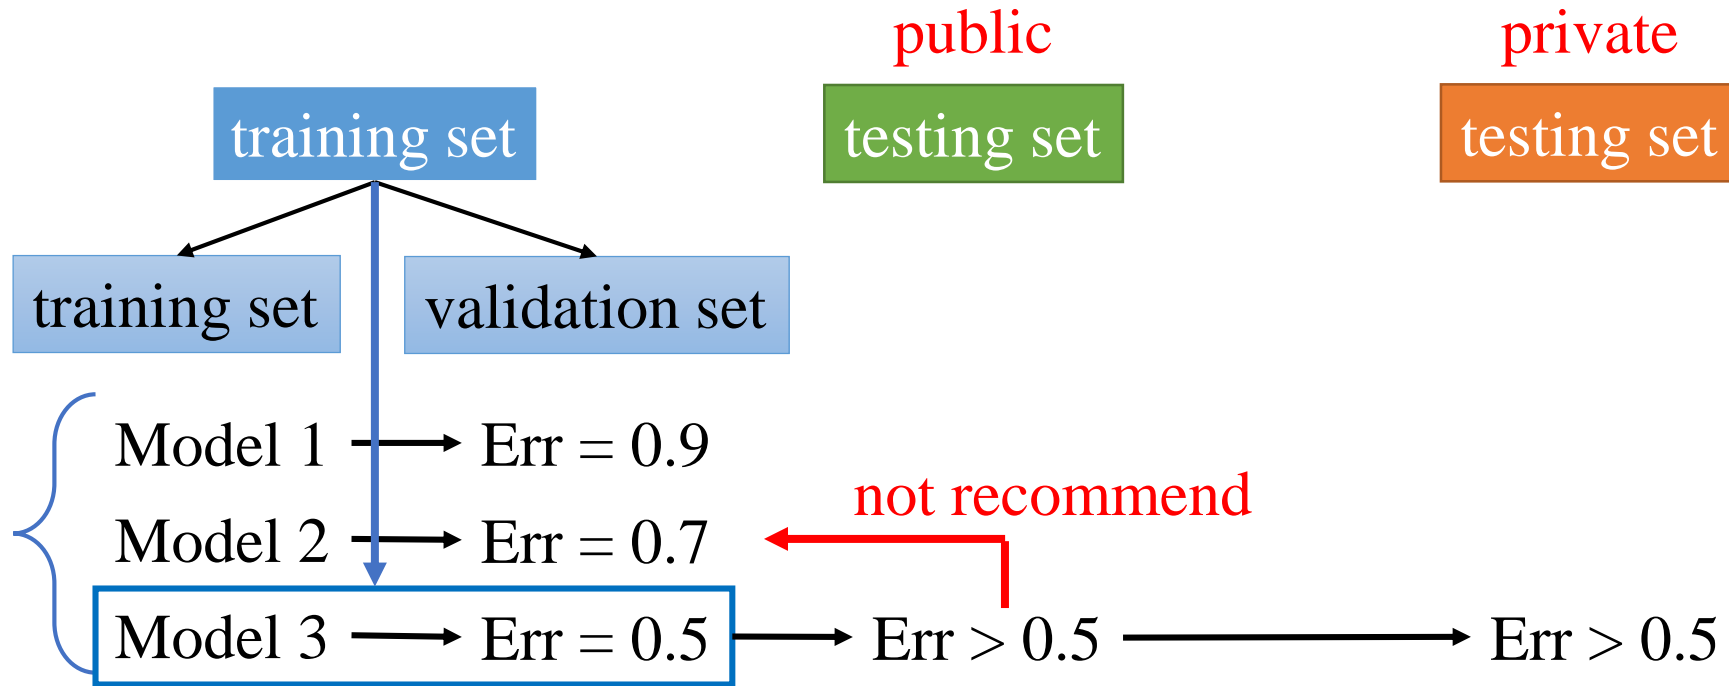 public
private
training set
testing set
testing set
training set
validation set
Model 1
Err = 0.9
not recommend
Model 2
Err = 0.7
Model 3
Err = 0.5
Err > 0.5
Err > 0.5